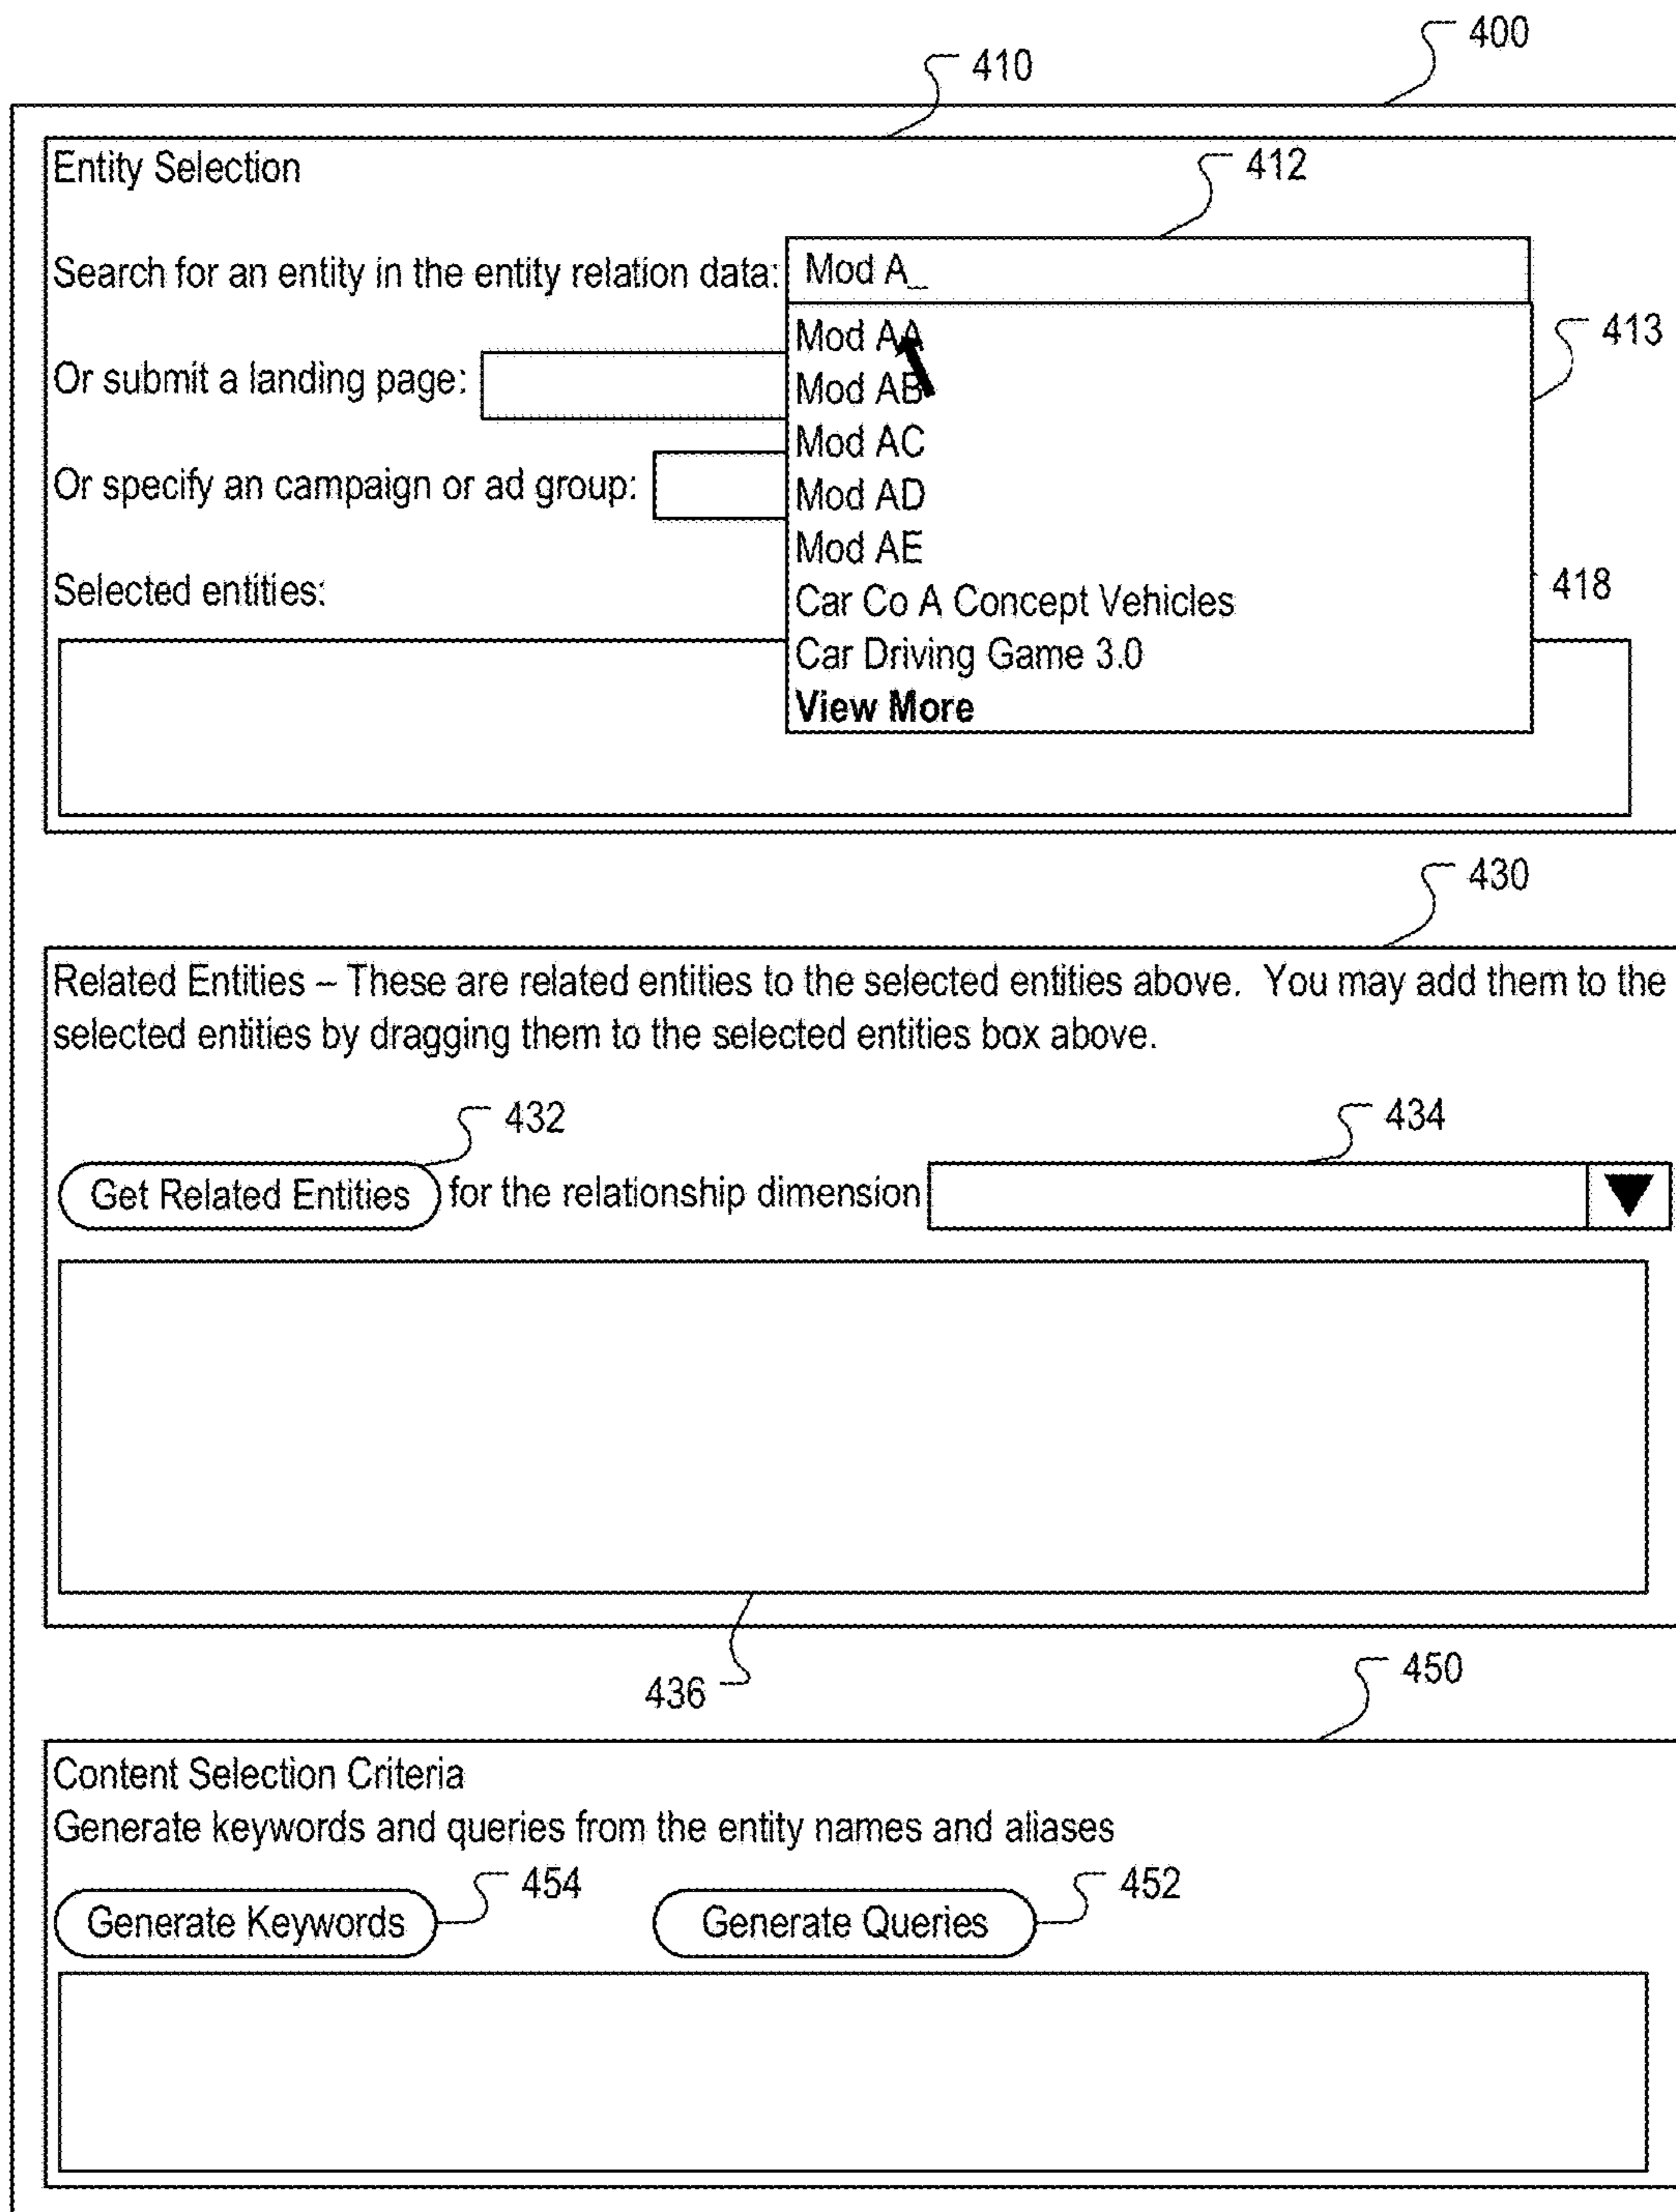 400
410
Entity Selection
412
Search for an entity in the entity relation data: Mod A_
413
Mod AA
Or submit a landing page:
Mod AB
Mod AC
Or specify an campaign or ad group:
Mod AD
Mod AE
Selected entities:
418
Car Co A Concept Vehicles
Car Driving Game 3.0
View More
430
Related Entities – These are related entities to the selected entities above. You may add them to the
selected entities by dragging them to the selected entities box above.
432
434
Get Related Entities for the relationship dimension
436
450
Content Selection Criteria
Generate keywords and queries from the entity names and aliases
454
452
Generate Keywords
Generate Queries